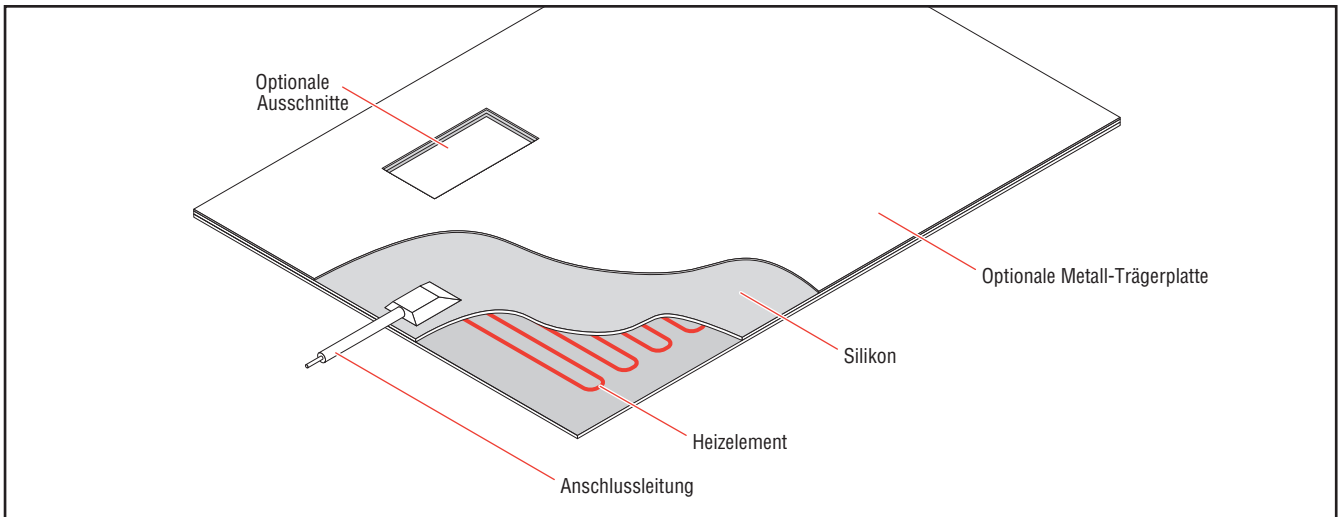 Optionale
Ausschnitte
Optionale Metall-Trägerplatte
Silikon
Heizelement
Anschlussleitung